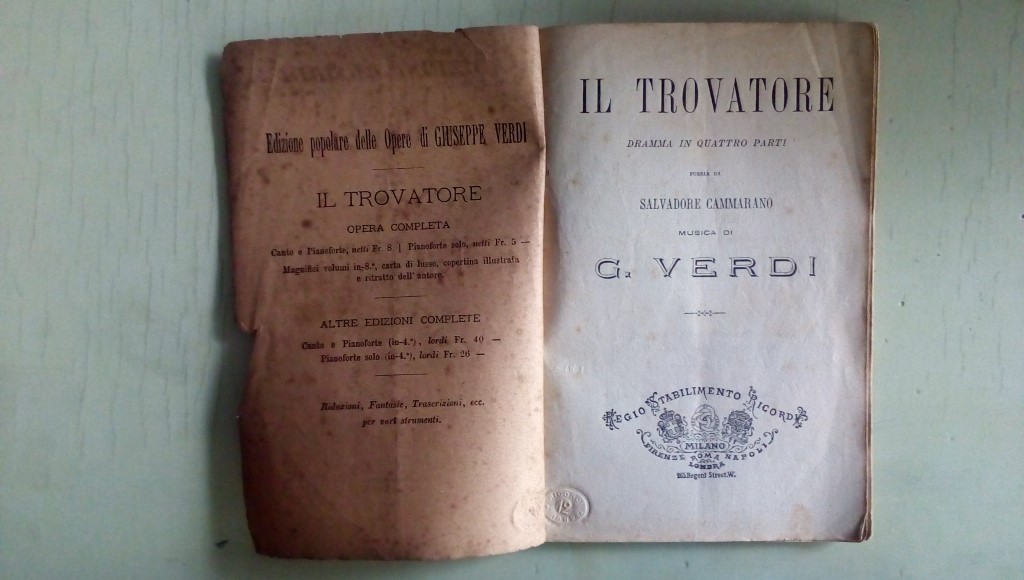 Edizione popolare delle Opere di GIUSEPPE VERDI
IL TROVATORE
OPERA COMPLETA
Canto e Pianoforte, netti Fr. 8 | Pianoforte solo, netti Fr. 5 —
Magnifici volumi in-8.°, carta di lusso, copertina illustrata
e ritratto dell'autore.
ALTRE EDIZIONI COMPLETE
Canto e Pianoforte (in-4.°), lordi Fr. 40 —
Pianoforte solo (in-4.°), lordi Fr. 26 —
Riduzioni, Fantasie, Trascrizioni, ecc.
per vari strumenti.
IL TROVATORE
DRAMMA IN QUATTRO PARTI
POESIA DI
SALVADORE CAMMARANO
MUSICA DI
G. VERDI
REGIO STABILIMENTO RICORDI
MILANO
FIRENZE ROMA NAPOLI
LONDRA
265 Regent Street.W.
12